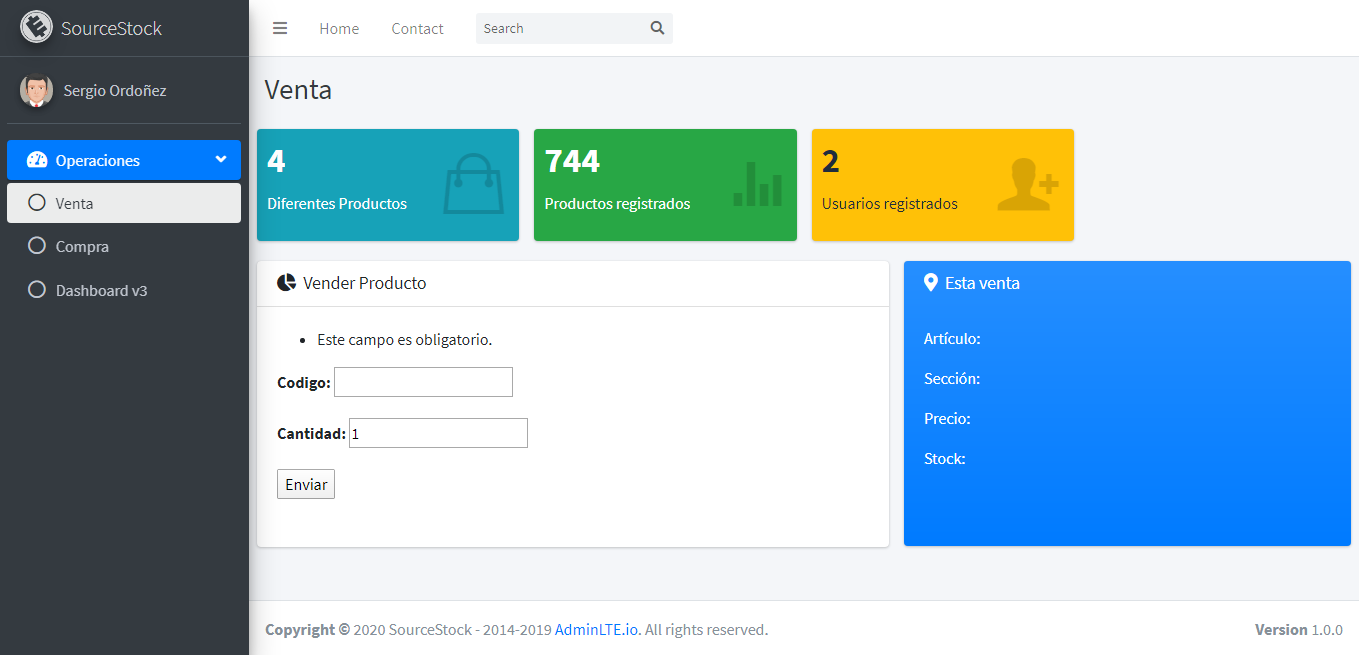 SourceStock
Home
Contact
Search
Sergio Ordoñez
Operaciones
Venta
Compra
Dashboard v3
Venta
4
Diferentes Productos
744
Productos registrados
2
Usuarios registrados
Vender Producto
Este campo es obligatorio.
Codigo:
Cantidad: 1
Enviar
Esta venta
Artículo:
Sección:
Precio:
Stock:
Copyright © 2020 SourceStock - 2014-2019 AdminLTE.io. All rights reserved.
Version 1.0.0